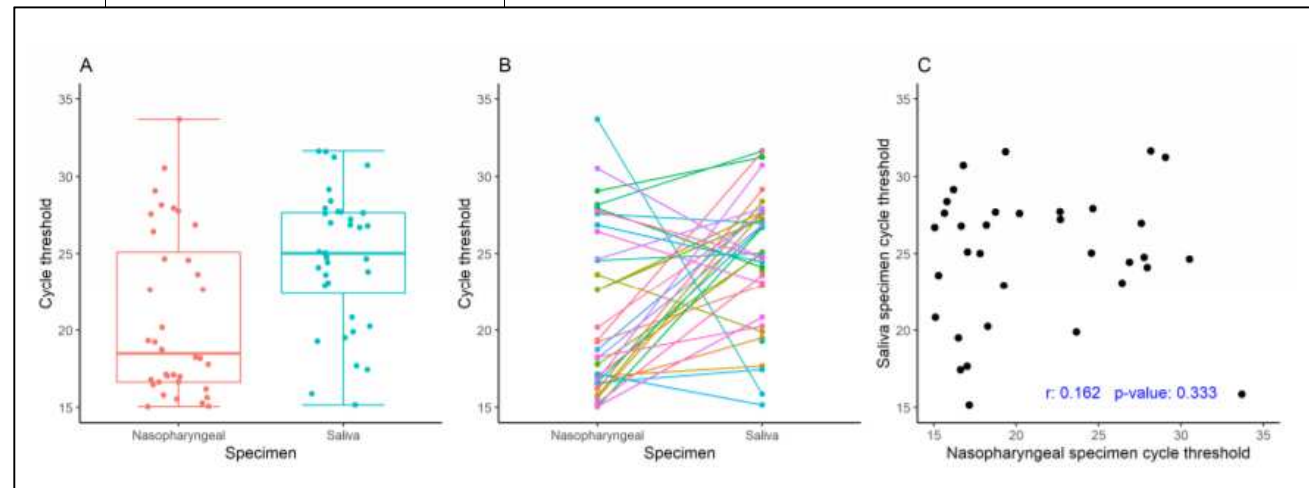 A
B
C
35
30
25
20
15
Cycle threshold
Nasopharyngeal
Saliva
Specimen
35
30
25
20
15
Cycle threshold
Nasopharyngeal
Saliva
Specimen
35
30
25
20
15
Saliva specimen cycle threshold
r: 0.162 p-value: 0.333
15
20
25
30
35
Nasopharyngeal specimen cycle threshold